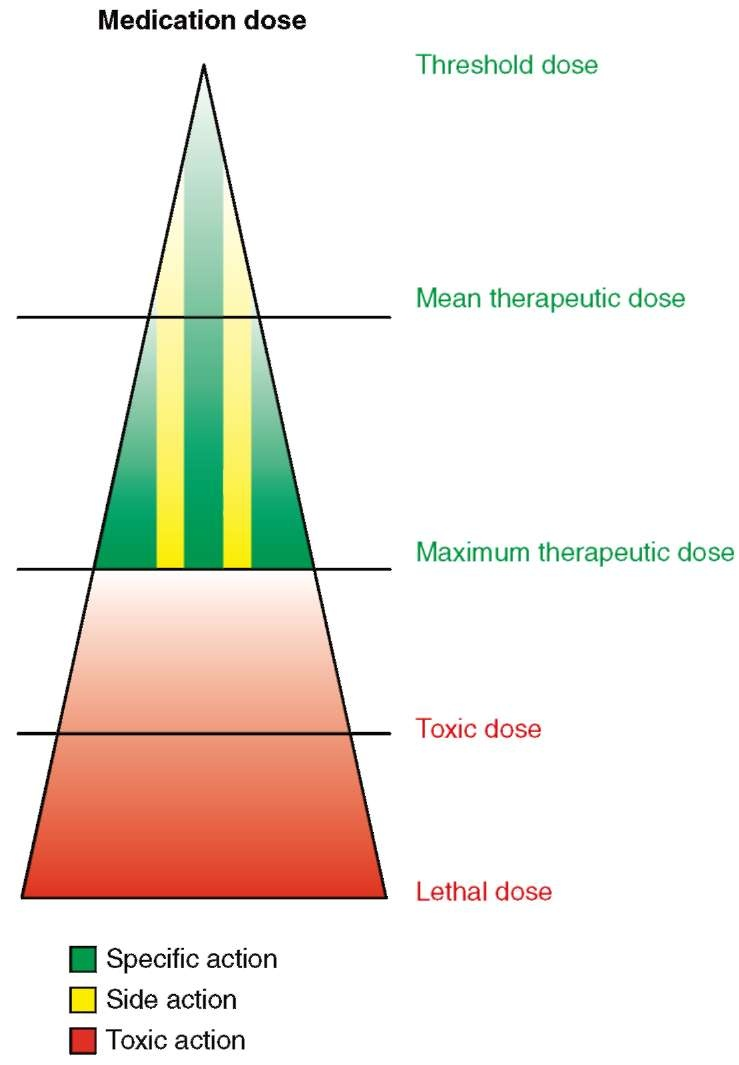 Medication dose
Threshold dose
Mean therapeutic dose
Maximum therapeutic dose
Toxic dose
Lethal dose
Specific action
Side action
Toxic action